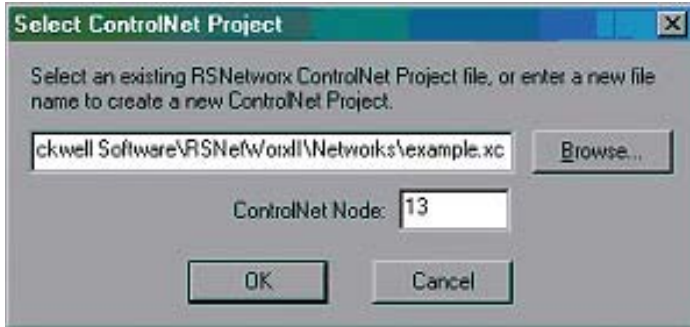 Select ControlNet Project
Select an existing RSNetworx ControlNet Project file, or enter a new file
name to create a new ControlNet Project.
ckwell Software\RSNetWorxII\Networks\example.xc
Browse...
ControlNet Node: 13
OK
Cancel